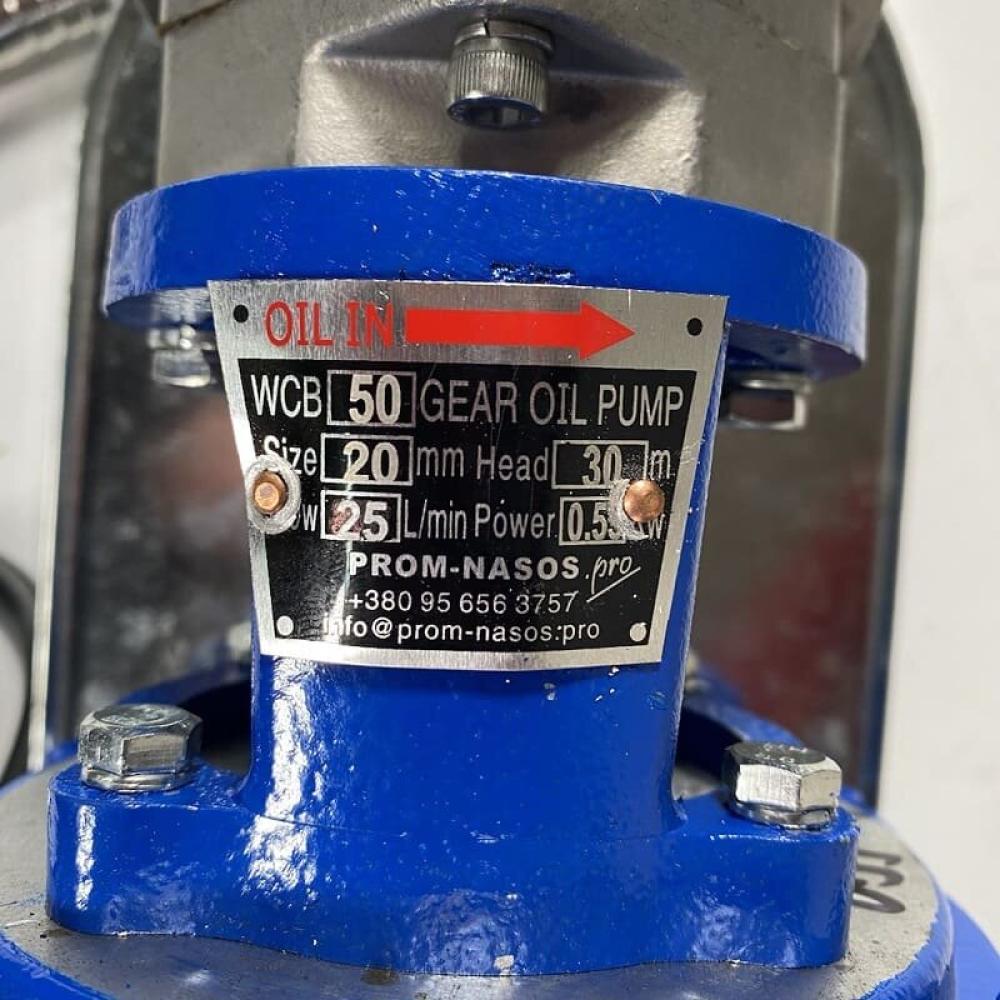 OIL IN
WCB 50 GEAR OIL PUMP
Size 20 mm Head 30 m
25 L/min Power
PROM-NASOS.pro
+380 95 656 3757
info@prom-nasos.pro